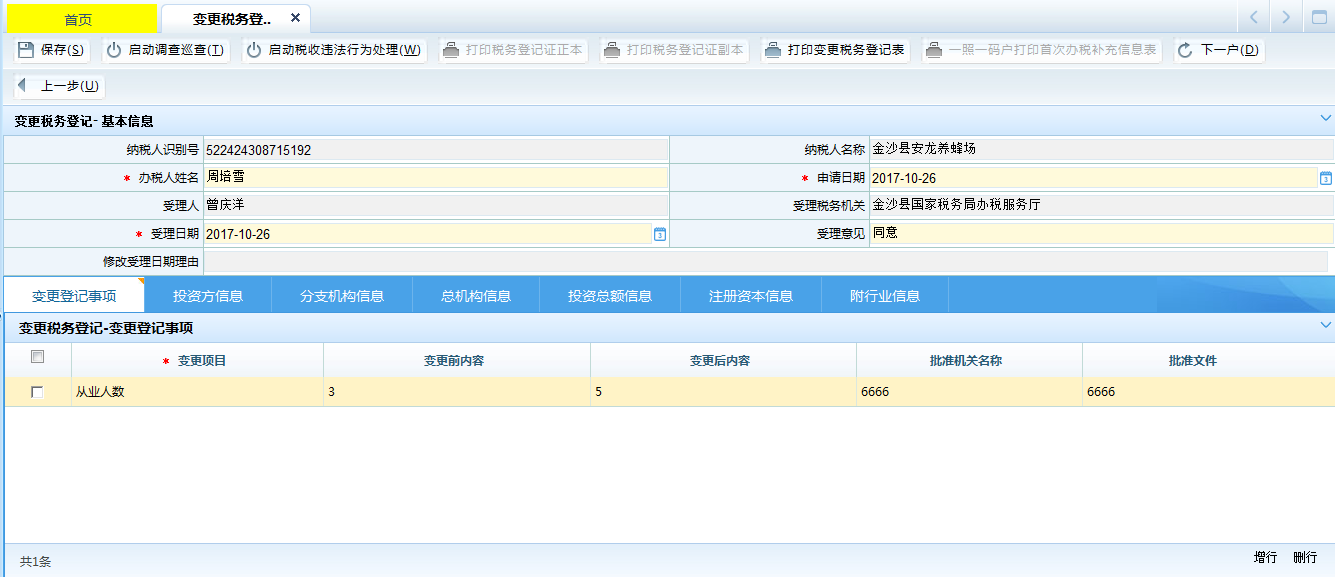 首页 变更税务登..
保存(S) 启动调查巡查(T) 启动税收违法行为处理(W) 打印税务登记证正本 打印税务登记证副本 打印变更税务登记表 一照一码户打印首次办税补充信息表 下一户(D)
上一步(U)
变更税务登记- 基本信息
纳税人识别号 522424308715192 纳税人名称 金沙县安龙养蜂场
* 办税人姓名 周培雪 * 申请日期 2017-10-26
受理人 曾庆洋 受理税务机关 金沙县国家税务局办税服务厅
* 受理日期 2017-10-26 受理意见 同意
修改受理日期理由
变更登记事项 投资方信息 分支机构信息 总机构信息 投资总额信息 注册资本信息 附行业信息
变更税务登记-变更登记事项
* 变更项目 变更前内容 变更后内容 批准机关名称 批准文件
从业人数 3 5 6666 6666
共1条 增行 删行